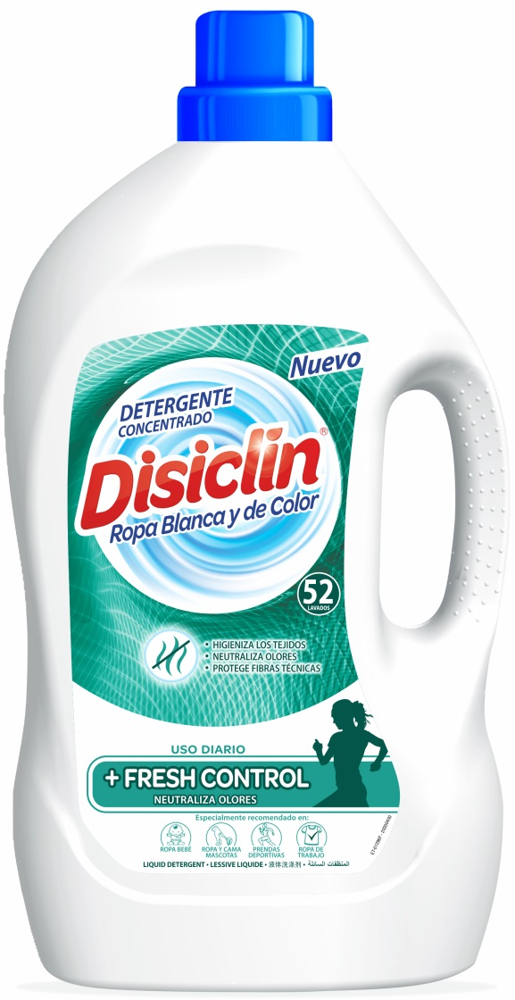 Nuevo
DETERGENTE
CONCENTRADO
Disiclin®
Ropa Blanca y de Color
52
LAVADOS
• HIGIENIZA LOS TEJIDOS
• NEUTRALIZA OLORES
• PROTEGE FIBRAS TÉCNICAS
USO DIARIO
+ FRESH CONTROL
NEUTRALIZA OLORES
Especialmente recomendado en:
ROPA BEBÉ
ROPA Y CAMA
MASCOTAS
PRENDAS
DEPORTIVAS
ROPA DE
TRABAJO
LIQUID DETERGENT • LESSIVE LIQUIDE • 液体洗涤剂 • المنظفات السائلة